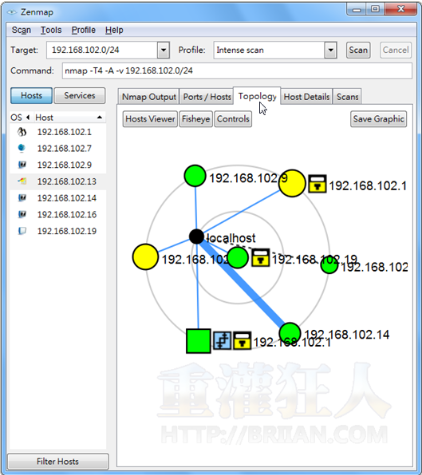 Zenmap
Scan Tools Profile Help
Target: 192.168.102.0/24 Profile: Intense scan Scan Cancel
Command: nmap -T4 -A -v 192.168.102.0/24
Hosts Services
Nmap Output Ports / Hosts Topology Host Details Scans
OS Host
Hosts Viewer Fisheye Controls Save Graphic
192.168.102.1
192.168.102.7
192.168.102.9
192.168.102.13
192.168.102.14
192.168.102.16
192.168.102.19
192.168.102.9
192.168.102.1
localhost
192.168.102
192.168.102.19
192.168.102
192.168.102.14
192.168.102.1
重灌狂人
HTTP://BRIIAN.COM
Filter Hosts